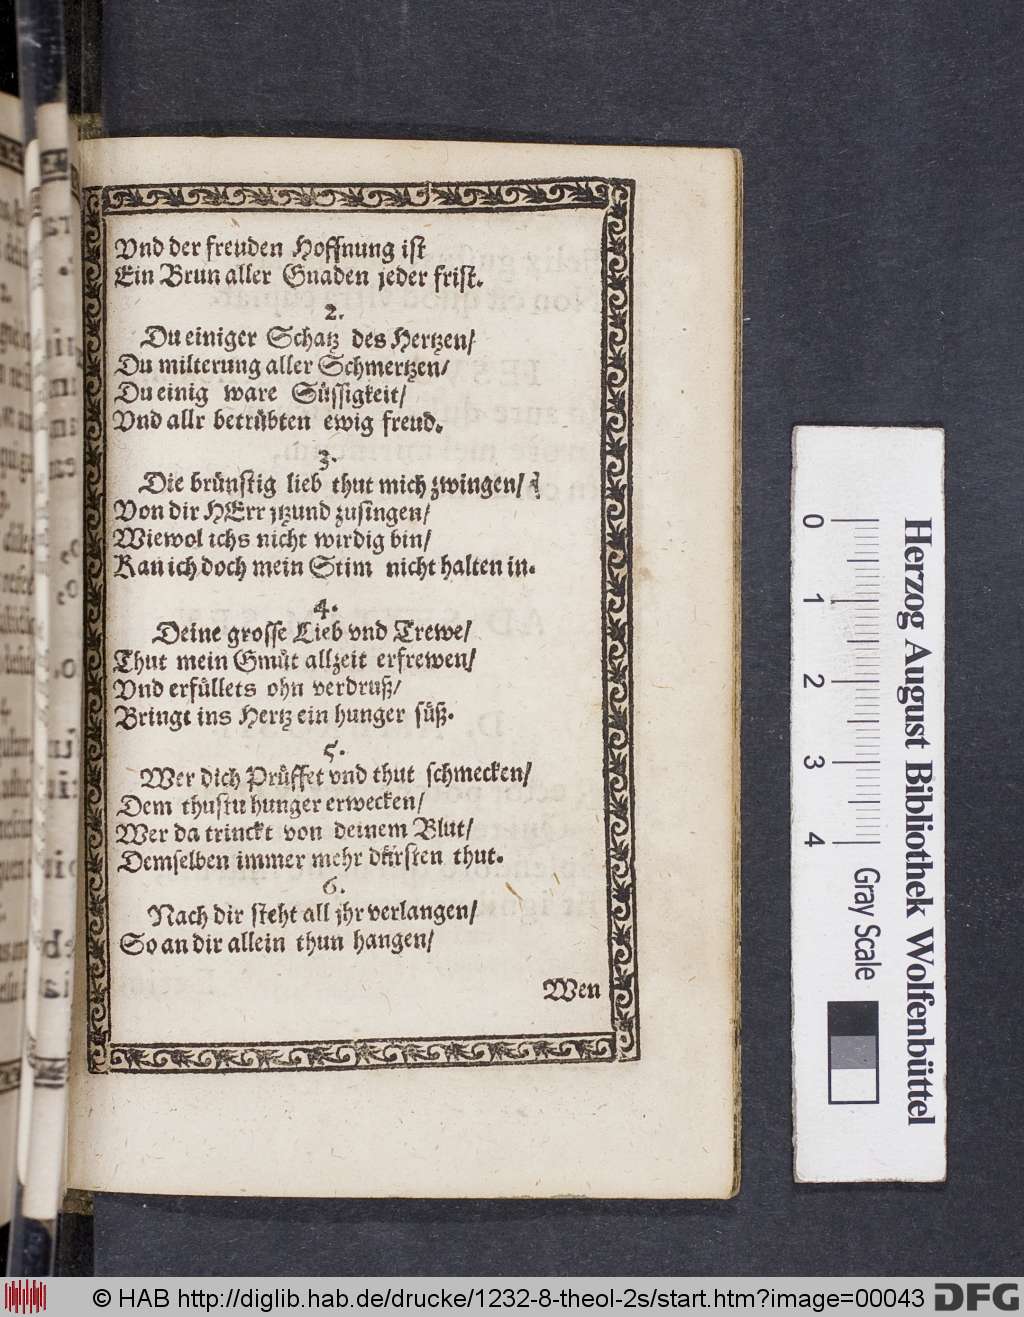 Vnd der freuden Hoffnung ist
Ein Brun aller Gnaden jeder frist.
2.
Du einiger Schatz des Hertzen/
Du milterung aller Schmertzen/
Du einig ware Süssigkeit/
Vnd allr betrübten ewig freud.
3.
Die brünstig lieb thut mich zwingen/
Von dir HErr jtzund zusingen/
Wiewol ichs nicht wirdig bin/
Kan ich doch mein Stim nicht halten in.
4.
Deine grosse Lieb vnd Trewe/
Thut mein Gmüt allzeit erfrewen/
Vnd erfüllets ohn verdruß/
Bringt ins Hertz ein hunger süß.
5.
Wer dich Prüffet vnd thut schmecken/
Dem thustu hunger erwecken/
Wer da trinckt von deinem Blut/
Demselben immer mehr dürsten thut.
6.
Nach dir steht all jhr verlangen/
So an dir allein thun hangen/
Wen
0 1 2 3 4
Gray Scale
Herzog August Bibliothek Wolfenbüttel
© HAB http://diglib.hab.de/drucke/1232-8-theol-2s/start.htm?image=00043
DFG